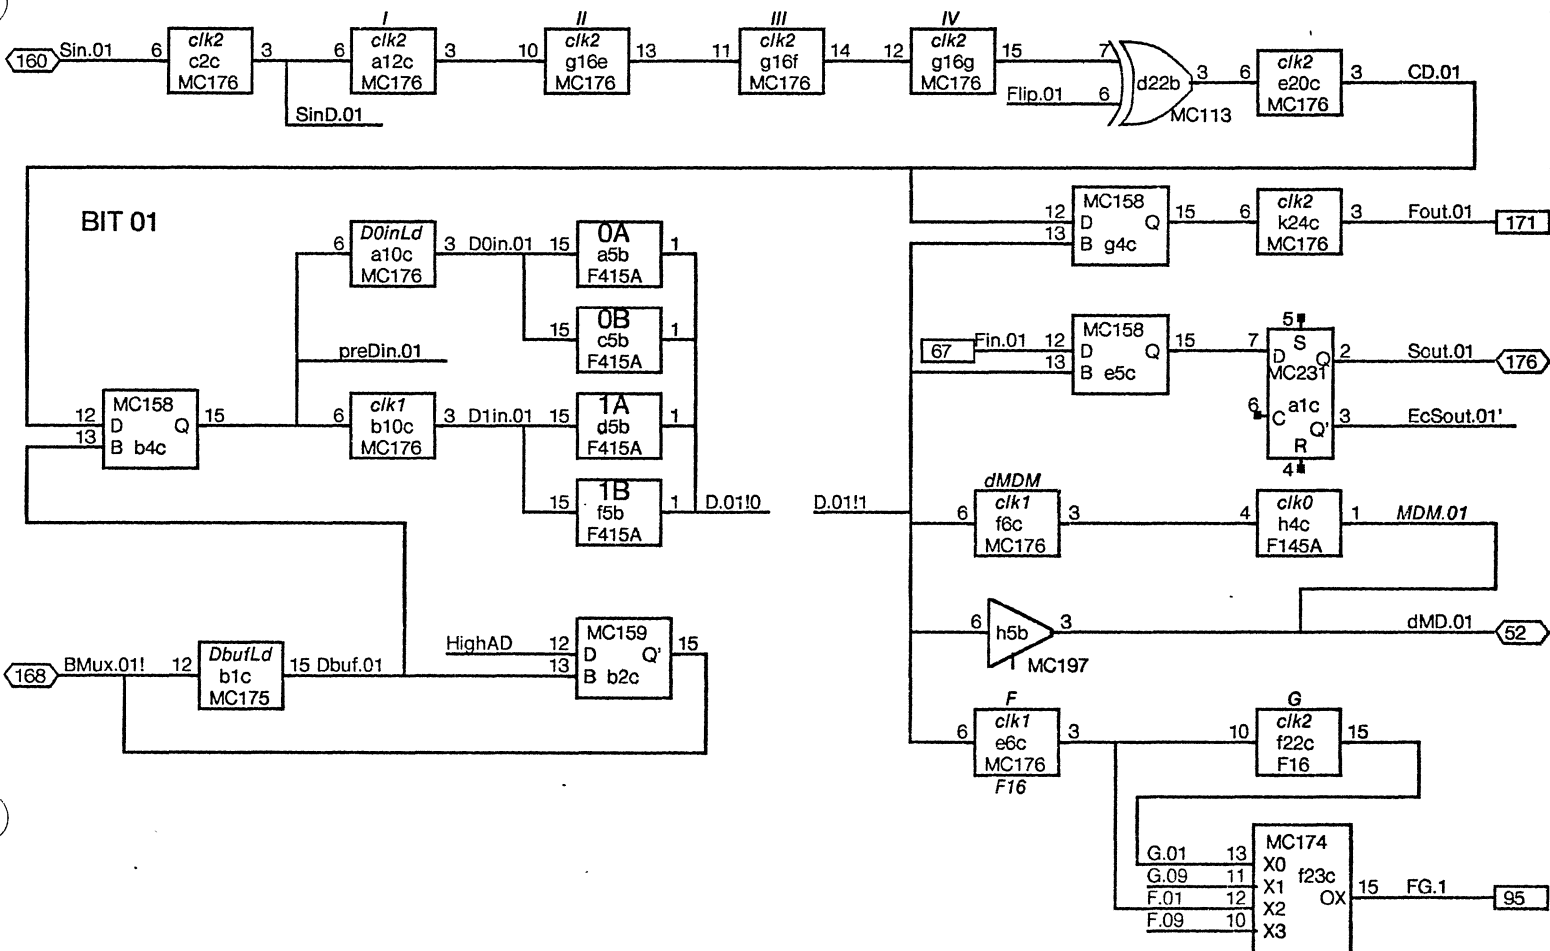 I II III IV
160 Sin.01 6 clk2 c2c MC176 3 6 clk2 a12c MC176 3 10 clk2 g16e MC176 13 11 clk2 g16f MC176 14 12 clk2 g16g MC176 15 7 d22b 3 6 clk2 e20c MC176 3 CD.01
SinD.01
Flip.01 6
MC113
BIT 01
6 D0inLd a10c MC176 3 D0in.01 15 0A a5b F415A 1
15 0B c5b F415A 1
preDin.01
12 13 MC158 D Q B b4c 15
6 clk1 b10c MC176 3 D1in.01 15 1A d5b F415A 1
15 1B f5b F415A 1 D.01!0
168 BMux.01! 12 DbufLd b1c MC175 15 Dbuf.01
HighAD 12 13 MC159 D Q' B b2c 15
12 13 MC158 D Q B g4c 15 6 clk2 k24c MC176 3 Fout.01 171
67 Fin.01 12 13 MC158 D Q B e5c 15 7 5 S D Q MC231 6 C a1c Q' R 4 2 Sout.01 176
3 EcSout.01'
D.01!1
dMDM
6 clk1 f6c MC176 3 4 clk0 h4c F145A 1 MDM.01
6 h5b 3 MC197 dMD.01 52
F G
6 clk1 e6c MC176 3 10 clk2 f22c F16 15
F16
MC174
G.01 13 X0 f23c
G.09 11 X1
F.01 12 X2 OX 15 FG.1 95
F.09 10 X3